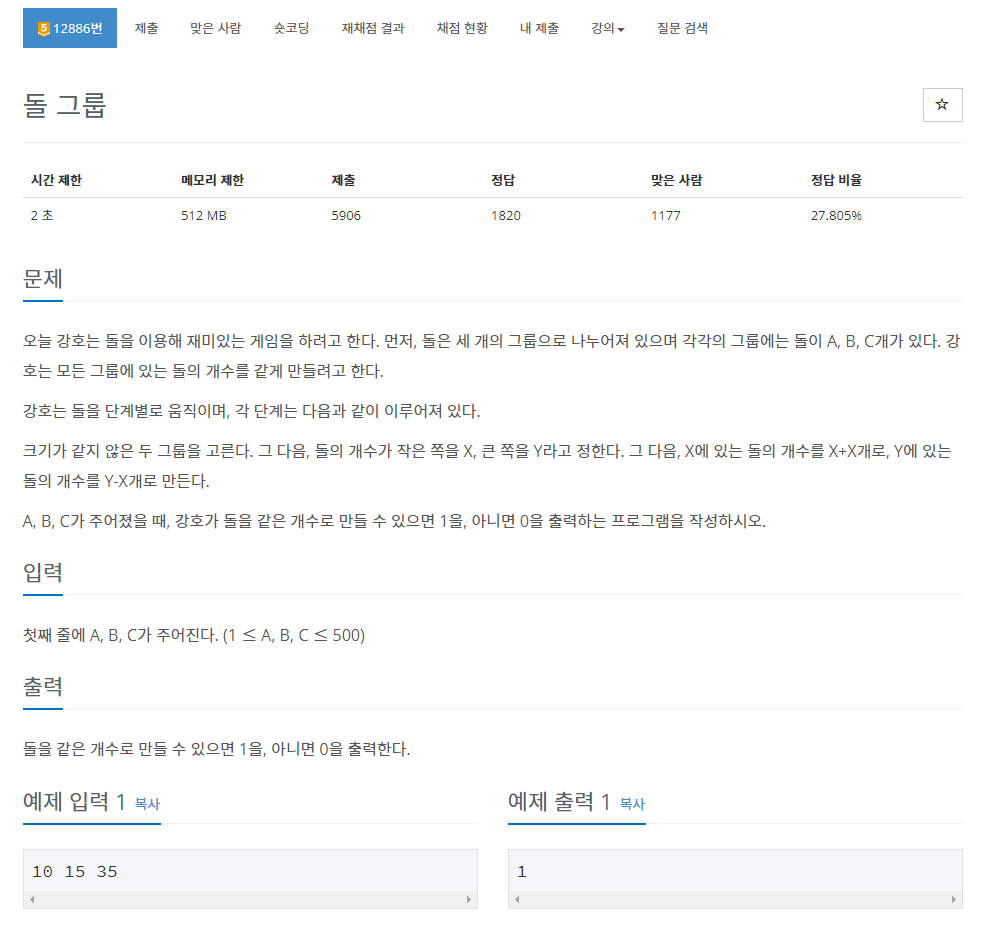 5 12886번 제출 맞은 사람 숏코딩 재채점 결과 채점 현황 내 제출 강의 질문 검색
돌 그룹
시간 제한 메모리 제한 제출 정답 맞은 사람 정답 비율
2 초 512 MB 5906 1820 1177 27.805%
문제
오늘 강호는 돌을 이용해 재미있는 게임을 하려고 한다. 먼저, 돌은 세 개의 그룹으로 나누어져 있으며 각각의 그룹에는 돌이 A, B, C개가 있다. 강
호는 모든 그룹에 있는 돌의 개수를 같게 만들려고 한다.
강호는 돌을 단계별로 움직이며, 각 단계는 다음과 같이 이루어져 있다.
크기가 같지 않은 두 그룹을 고른다. 그 다음, 돌의 개수가 작은 쪽을 X, 큰 쪽을 Y라고 정한다. 그 다음, X에 있는 돌의 개수를 X+X개로, Y에 있는
돌의 개수를 Y-X개로 만든다.
A, B, C가 주어졌을 때, 강호가 돌을 같은 개수로 만들 수 있으면 1을, 아니면 0을 출력하는 프로그램을 작성하시오.
입력
첫째 줄에 A, B, C가 주어진다. (1 ≤ A, B, C ≤ 500)
출력
돌을 같은 개수로 만들 수 있으면 1을, 아니면 0을 출력한다.
예제 입력 1 복사
10 15 35
예제 출력 1 복사
1